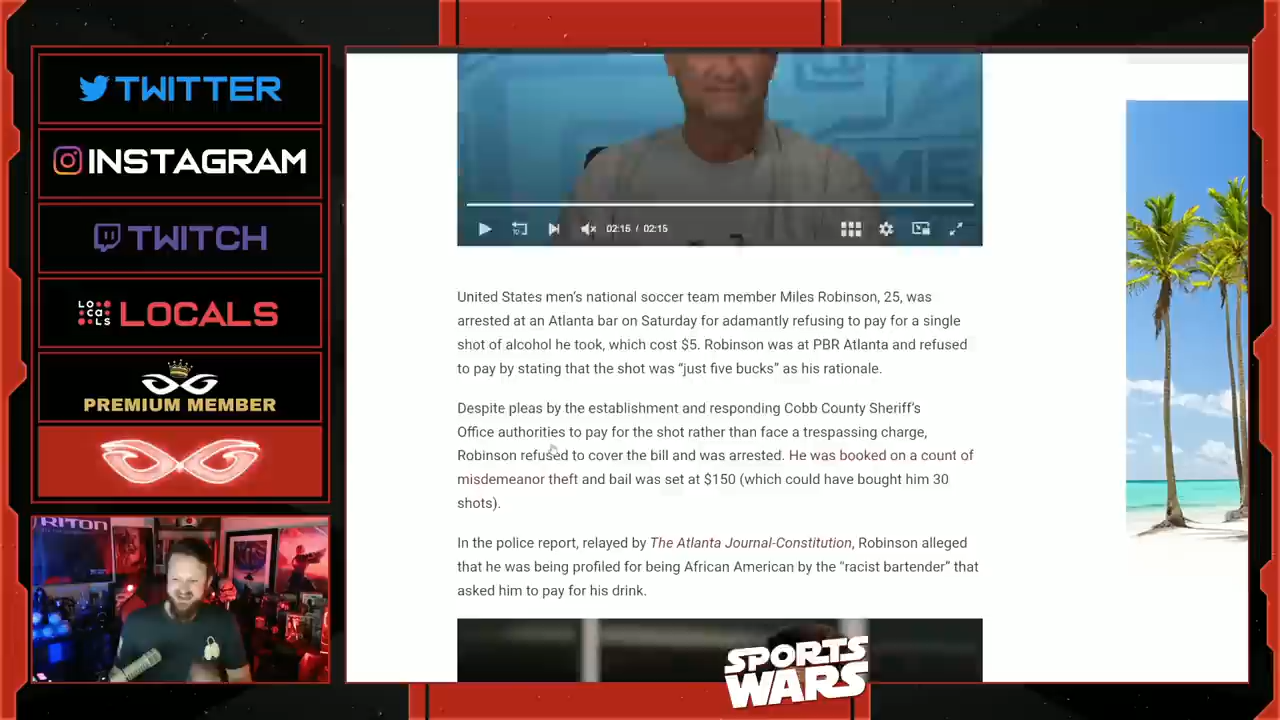 TWITTER
INSTAGRAM
TWITCH
LOCALS
LOCALS
PREMIUM MEMBER
RITON
02:15 / 02:15
United States men's national soccer team member Miles Robinson, 25, was
arrested at an Atlanta bar on Saturday for adamantly refusing to pay for a single
shot of alcohol he took, which cost $5. Robinson was at PBR Atlanta and refused
to pay by stating that the shot was “just five bucks” as his rationale.
Despite pleas by the establishment and responding Cobb County Sheriff's
Office authorities to pay for the shot rather than face a trespassing charge,
Robinson refused to cover the bill and was arrested. He was booked on a count of
misdemeanor theft and bail was set at $150 (which could have bought him 30
shots).
In the police report, relayed by The Atlanta Journal-Constitution, Robinson alleged
that he was being profiled for being African American by the “racist bartender” that
asked him to pay for his drink.
SPORTS
WARS